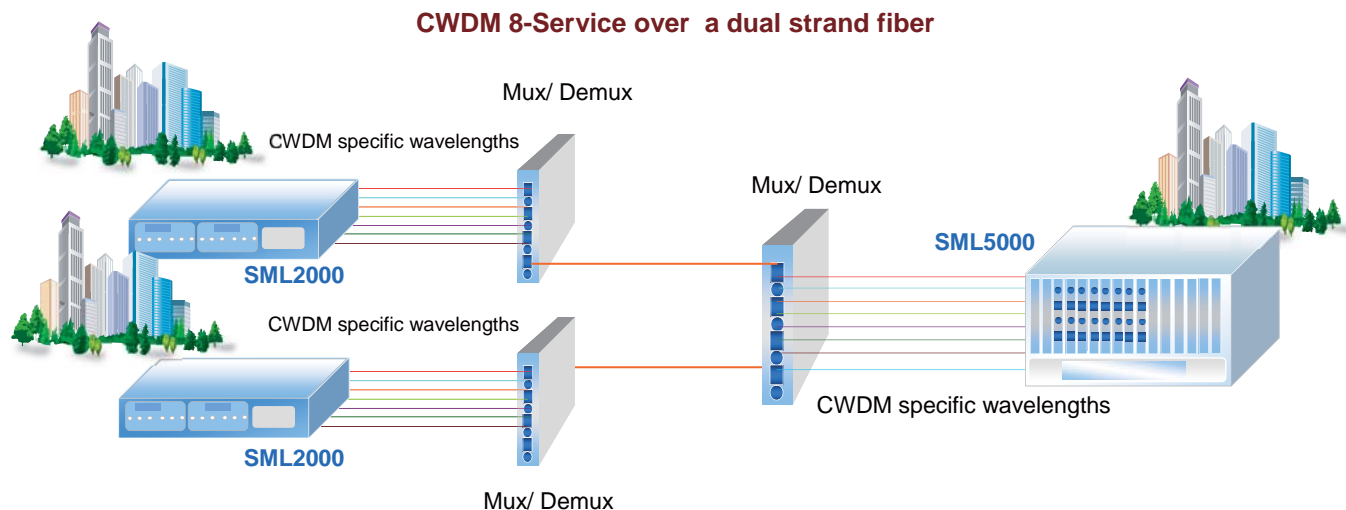 CWDM 8-Service over a dual strand fiber
Mux/ Demux
CWDM specific wavelengths
Mux/ Demux
SML5000
SML2000
CWDM specific wavelengths
CWDM specific wavelengths
SML2000
Mux/ Demux